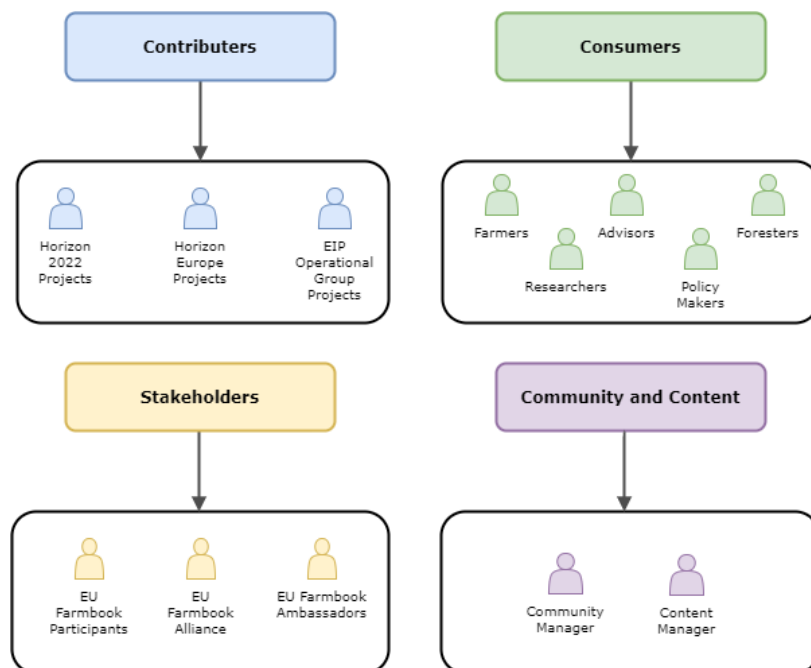 Contributers
Consumers
Horizon
2022
Projects
Horizon
Europe
Projects
EIP
Operational
Group
Projects
Farmers
Advisors
Foresters
Researchers
Policy
Makers
Stakeholders
Community and Content
EU
Farmbook
Participants
EU
Farmbook
Alliance
EU Farmbook
Ambassadors
Community
Manager
Content
Manager